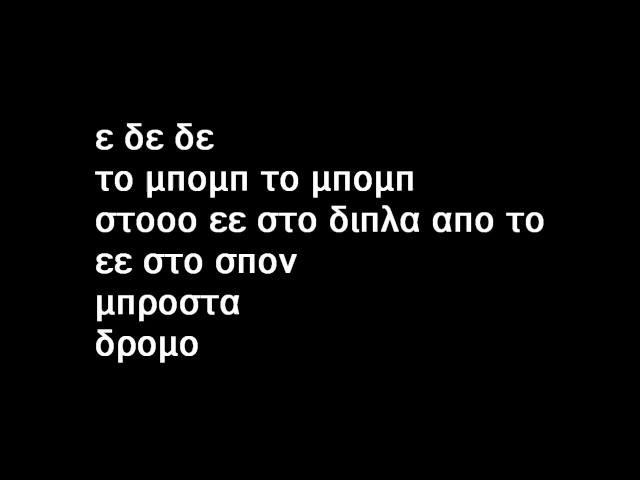 ε δε δε
το μπομπ το μπομπ
στοοο εε στο διπλα απο το
εε στο σπον
μπροστα
δρομο